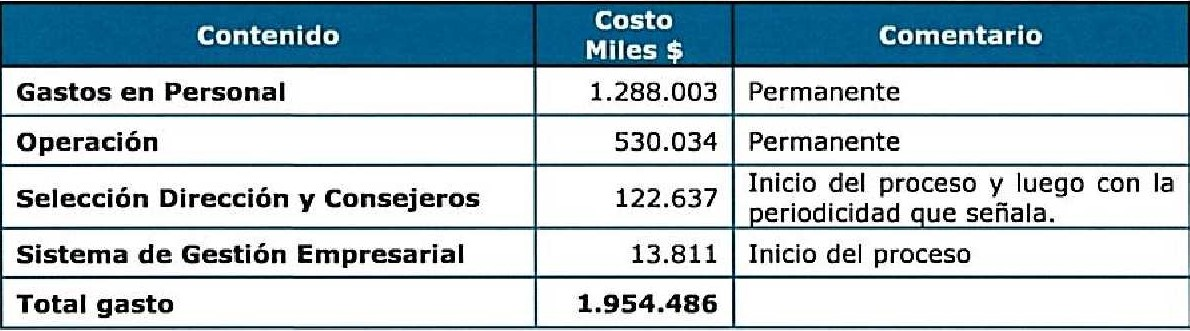 Contenido Costo Miles $ Comentario
Gastos en Personal 1.288.003 Permanente
Operación 530.034 Permanente
Selección Dirección y Consejeros 122.637 Inicio del proceso y luego con la
periodicidad que señala.
Sistema de Gestión Empresarial 13.811 Inicio del proceso
Total gasto 1.954.486